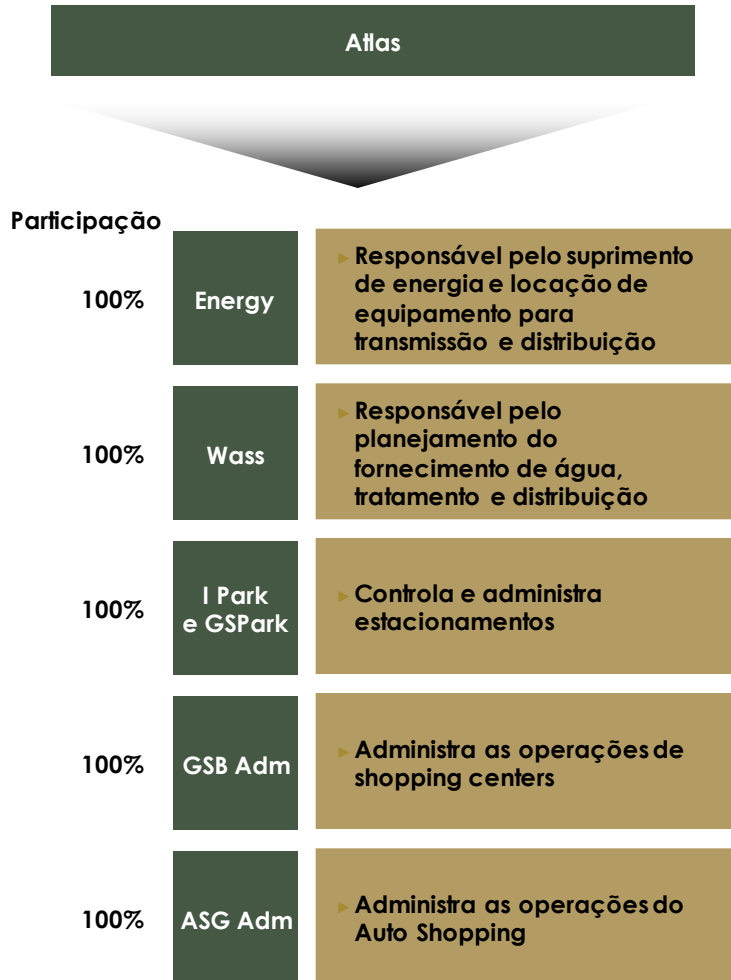 Atlas
Participação
100%
Energy
▸ Responsável pelo suprimento
de energia e locação de
equipamento para
transmissão e distribuição
100%
Wass
▸ Responsável pelo
planejamento do
fornecimento de água,
tratamento e distribuição
100%
I Park
e GSPark
▸ Controla e administra
estacionamentos
100%
GSB Adm
▸ Administra as operações de
shopping centers
100%
ASG Adm
▸ Administra as operações do
Auto Shopping